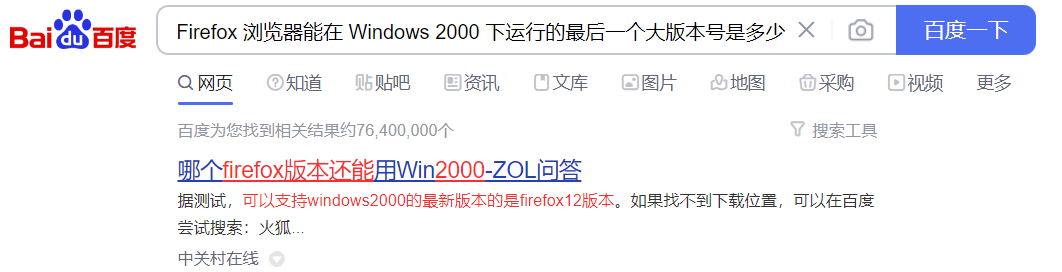 Bai du 百度 Firefox 浏览器能在 Windows 2000 下运行的最后一个大版本号是多少 百度一下
网页 知道 贴吧 资讯 文库 图片 地图 采购 视频 更多
百度为您找到相关结果约76,400,000个 搜索工具
哪个firefox版本还能用Win2000-ZOL问答
据测试，可以支持windows2000的最新版本的是firefox12版本。如果找不到下载位置，可以在百度
尝试搜索：火狐...
中关村在线